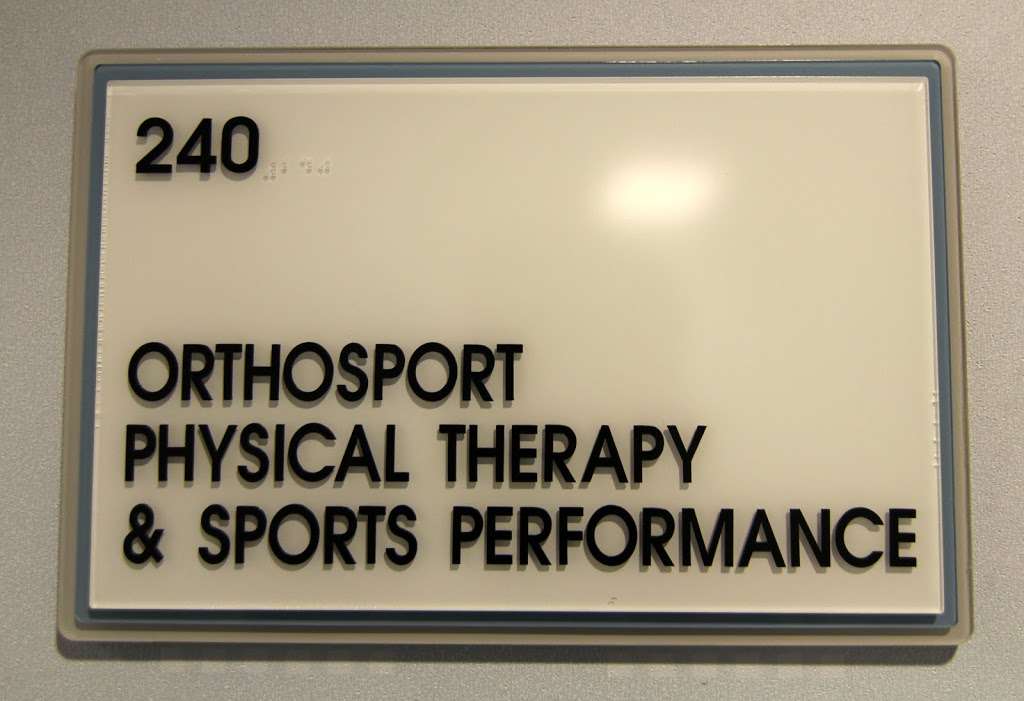 240
ORTHOSPORT
PHYSICAL THERAPY
& SPORTS PERFORMANCE